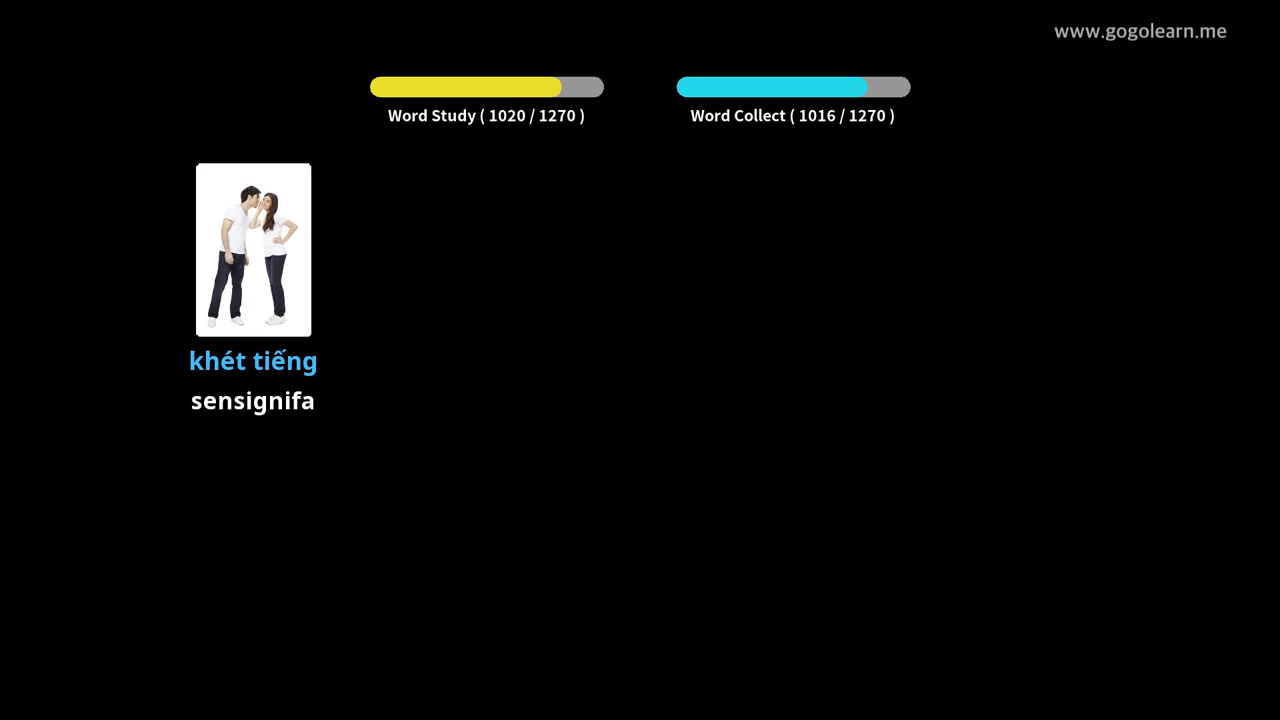 www.gogolearn.me
Word Study ( 1020 / 1270 )
Word Collect ( 1016 / 1270 )
khét tiếng
sensignifa